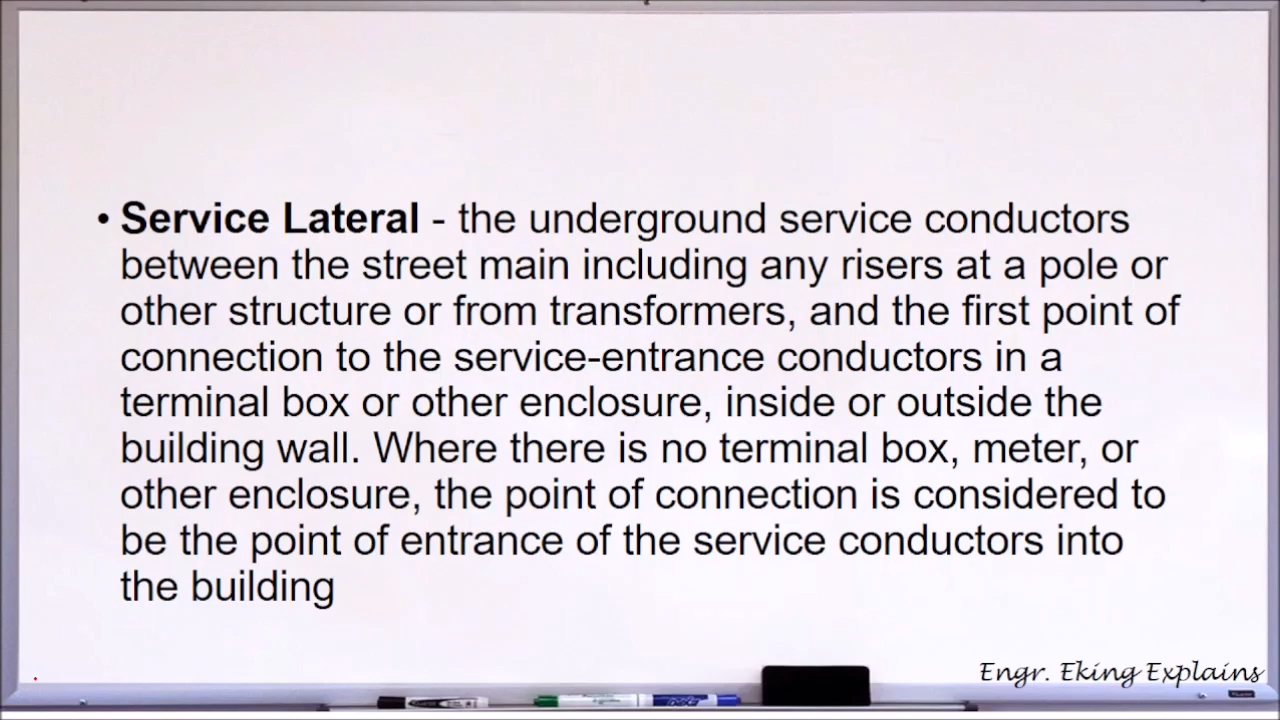 • Service Lateral - the underground service conductors
between the street main including any risers at a pole or
other structure or from transformers, and the first point of
connection to the service-entrance conductors in a
terminal box or other enclosure, inside or outside the
building wall. Where there is no terminal box, meter, or
other enclosure, the point of connection is considered to
be the point of entrance of the service conductors into
the building
Engr. Eking Explains